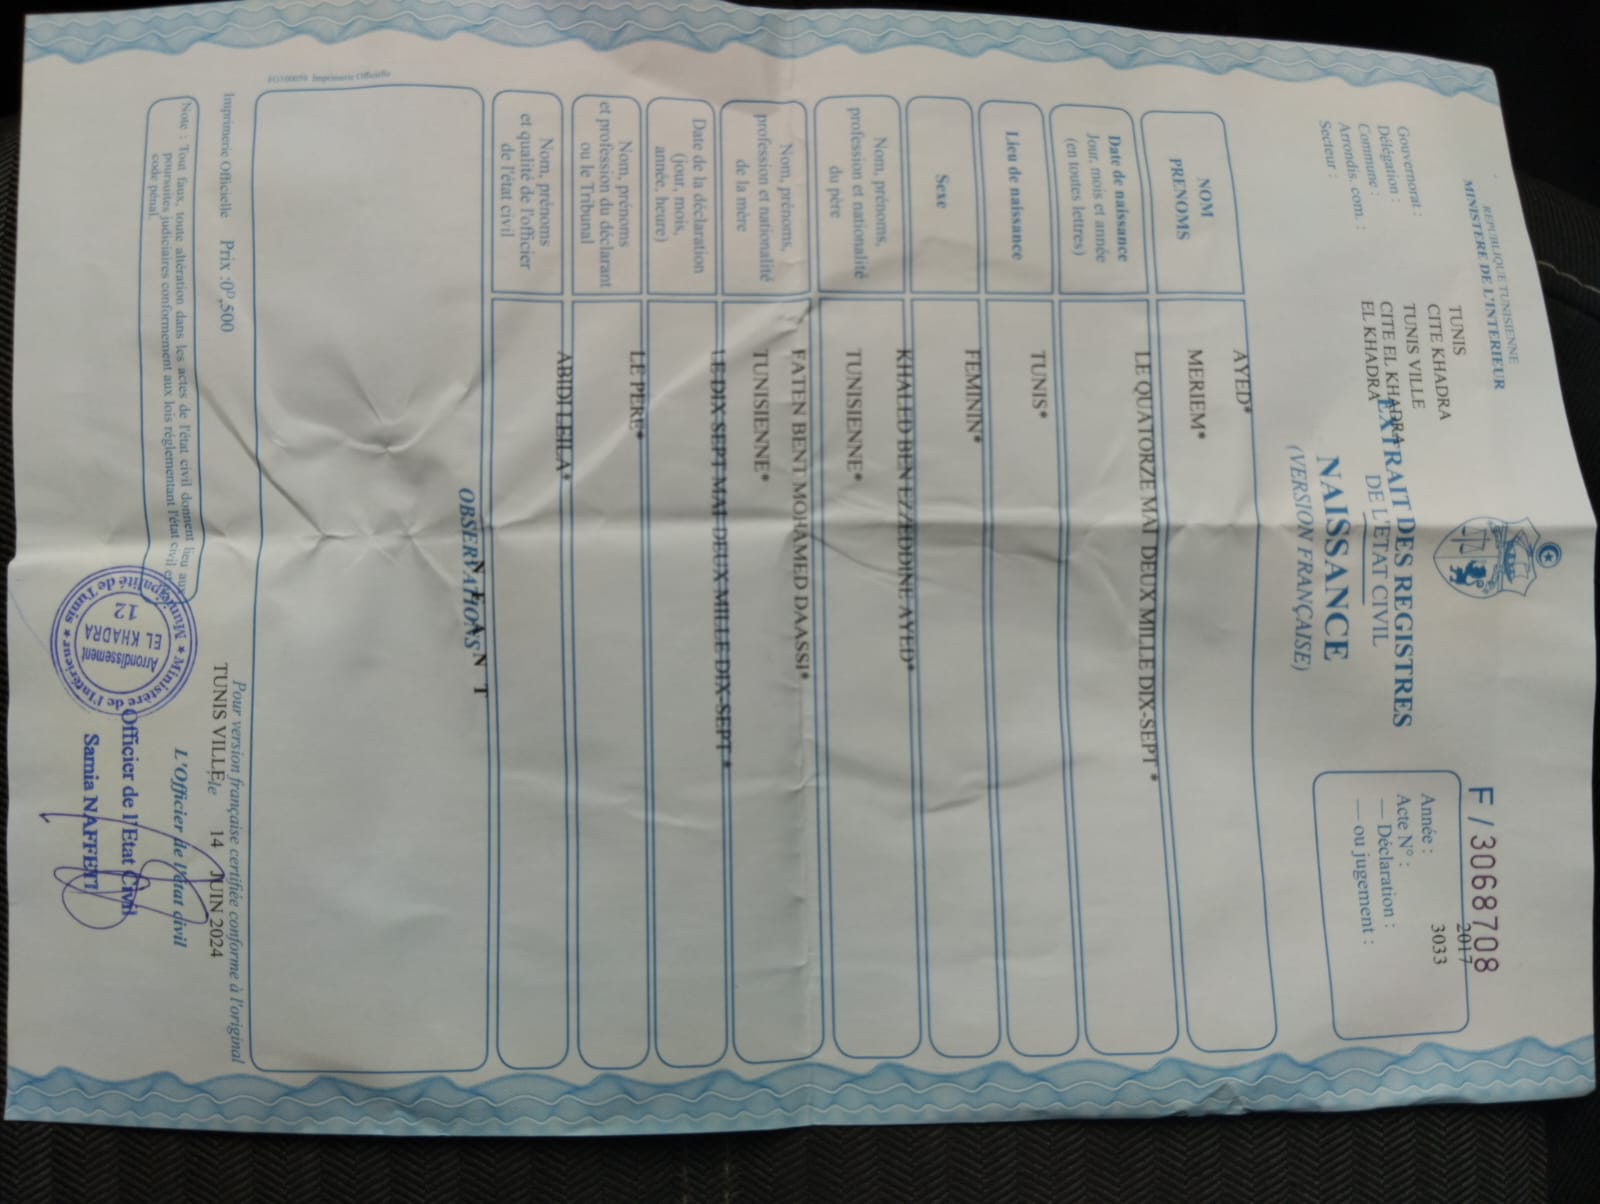 REPUBLIQUE TUNISIENNE
MINISTERE DE L'INTERIEUR
Gouvernorat : TUNIS
Délégation : CITE KHADRA
Commune : TUNIS VILLE
Arrondis. com. : CITE EL KHADRA
Secteur : EL KHADRA
EXTRAIT DES REGISTRES
DE L'ETAT CIVIL
NAISSANCE
(VERSION FRANÇAISE)
F / 3068708
Année : 2017
Acte N° : 3033
— Déclaration :
— ou jugement :
NOM
PRENOMS
AYED*
MERIEM*
Date de naissance
Jour, mois et année
(en toutes lettres)
LE QUATORZE MAI DEUX MILLE DIX-SEPT *
Lieu de naissance
TUNIS*
Sexe
FEMININ*
Nom, prénoms,
profession et nationalité
du père
KHALED BEN EZZEDDINE AYED*
TUNISIENNE*
Nom, prénoms,
profession et nationalité
de la mère
FATEN BENT MOHAMED DAASSI*
TUNISIENNE*
Date de la déclaration
(jour, mois,
année, heure)
LE DIX-SEPT MAI DEUX MILLE DIX-SEPT *
Nom, prénoms
et profession du déclarant
ou le Tribunal
LE PERE*
Nom, prénoms
et qualité de l'officier
de l'état civil
ABIDI LEILA*
OBSERVATIONS
N E A N T
Pour version française certifiée conforme à l'original
TUNIS VILLE le 14 JUIN 2024
L'Officier de l'état civil
Officier de l'Etat Civil
Samia NAFFETI
Imprimerie Officielle Prix :0ᴰ,500
Note : Tout faux, toute altération dans les actes de l'état civil donnent lieu aux
poursuites judiciaires conformement aux lois réglementant l'état civil et
code pénal.
Ministère de l'Intérieur ★ Municipalité de Tunis ★
Arrondissement
EL KHADRA
12
Imprimerie Officielle